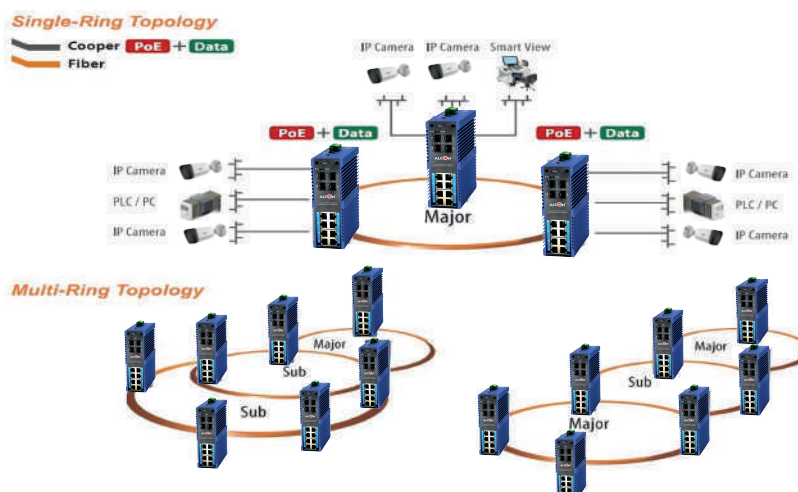 Single-Ring Topology
Cooper PoE + Data
Fiber
IP Camera IP Camera Smart View
PoE + Data PoE + Data
ALCON
IP Camera IP Camera
PLC / PC PLC / PC
IP Camera IP Camera
Major
Multi-Ring Topology
Major Major
Sub Sub
Sub Major